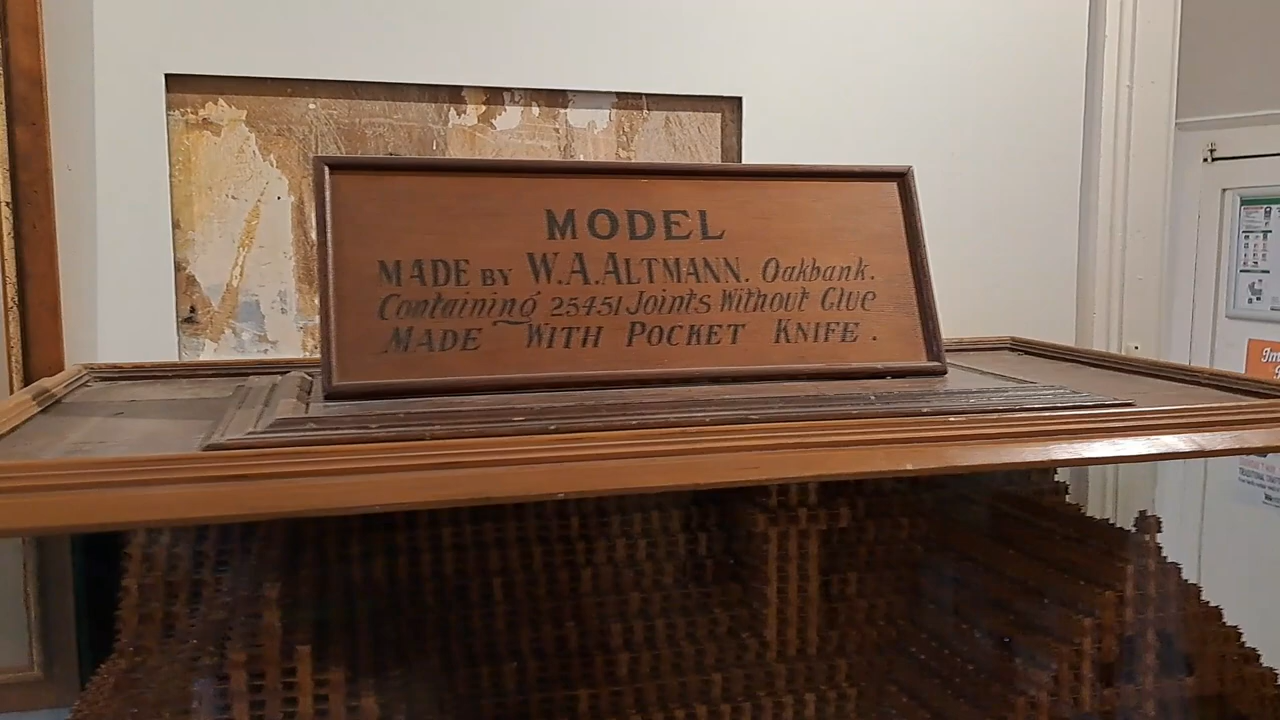 MODEL
MADE BY W.A.ALTMANN. Oakbank.
Containing 25451 Joints Without Glue
MADE WITH POCKET KNIFE.